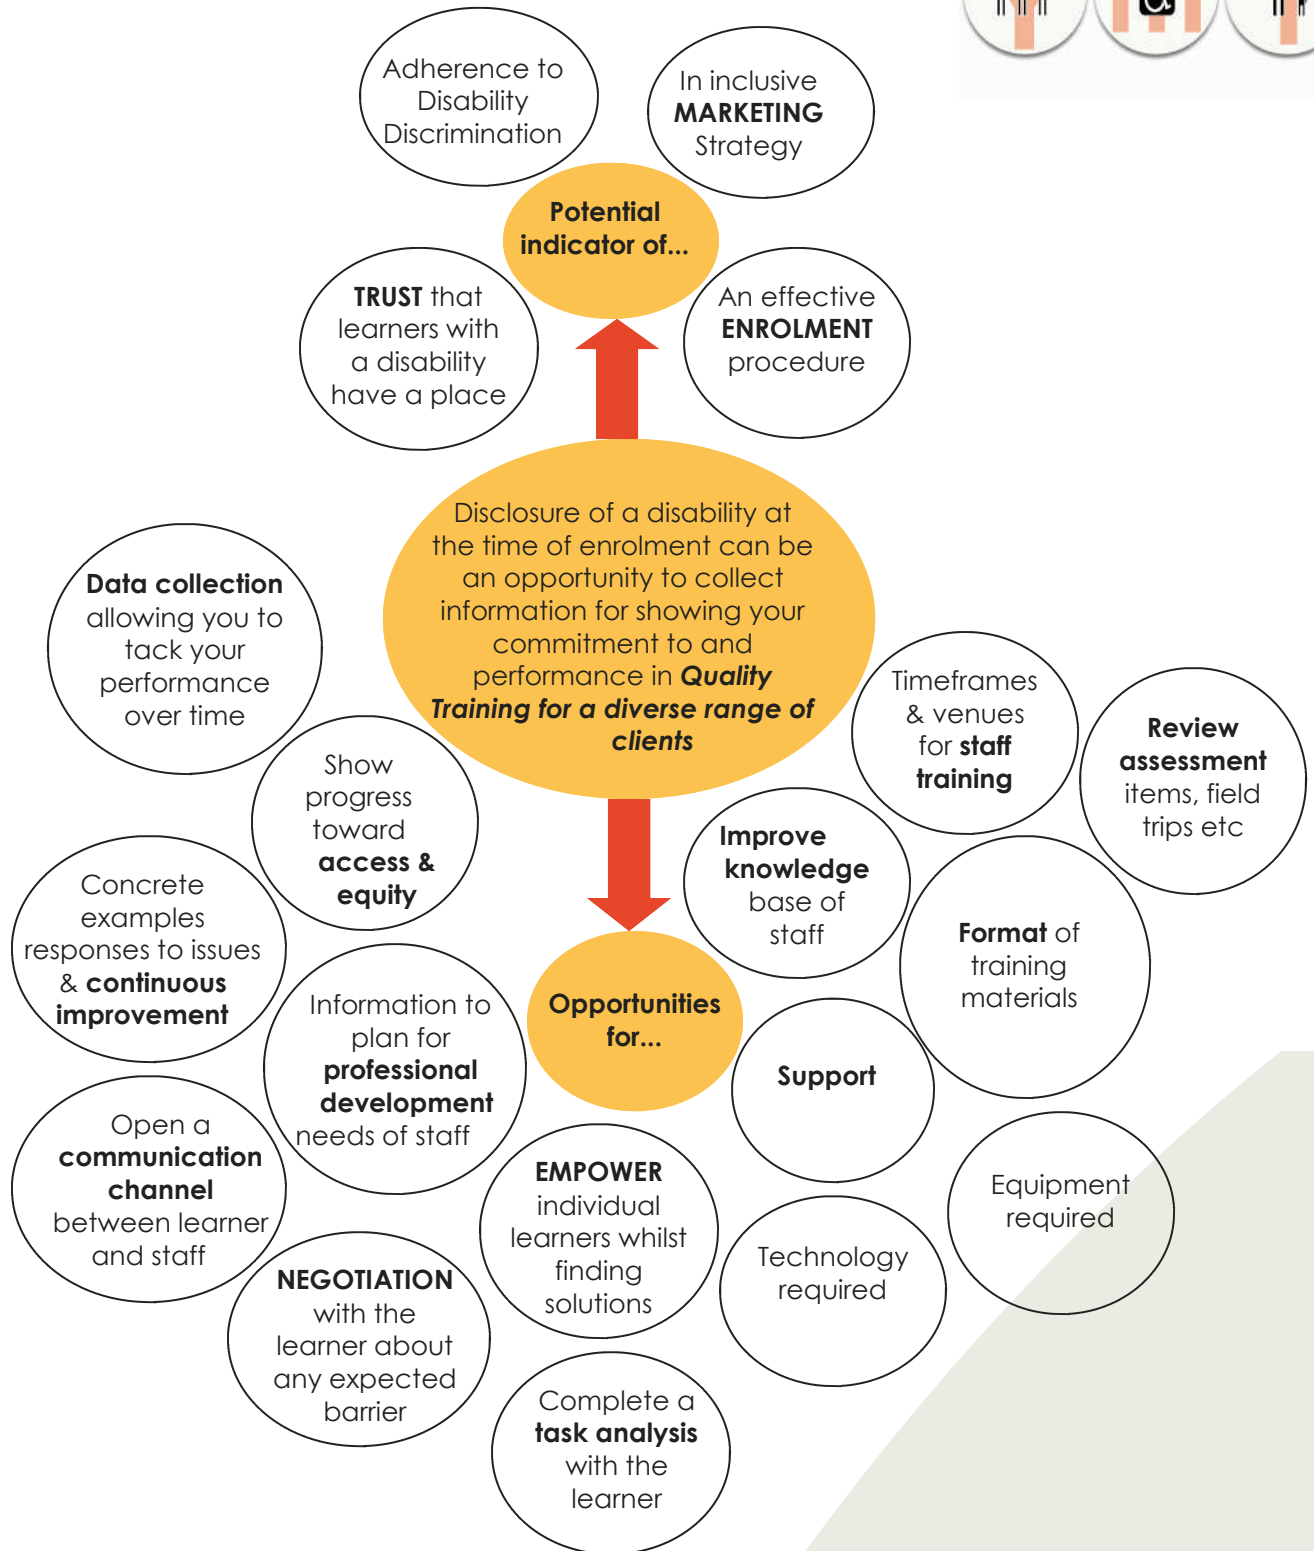 Adherence to
Disability
Discrimination
In inclusive
MARKETING
Strategy
Potential
indicator of...
TRUST that
learners with
a disability
have a place
An effective
ENROLMENT
procedure
Disclosure of a disability at
the time of enrolment can be
an opportunity to collect
information for showing your
commitment to and
performance in Quality
Training for a diverse range of
clients
Data collection
allowing you to
tack your
performance
over time
Show
progress
toward
access &
equity
Timeframes
& venues
for staff
training
Review
assessment
items, field
trips etc
Improve
knowledge
base of
staff
Concrete
examples
responses to issues
& continuous
improvement
Format of
training
materials
Information to
plan for
professional
development
needs of staff
Opportunities
for...
Support
Open a
communication
channel
between learner
and staff
EMPOWER
individual
learners whilst
finding
solutions
Equipment
required
Technology
required
NEGOTIATION
with the
learner about
any expected
barrier
Complete a
task analysis
with the
learner